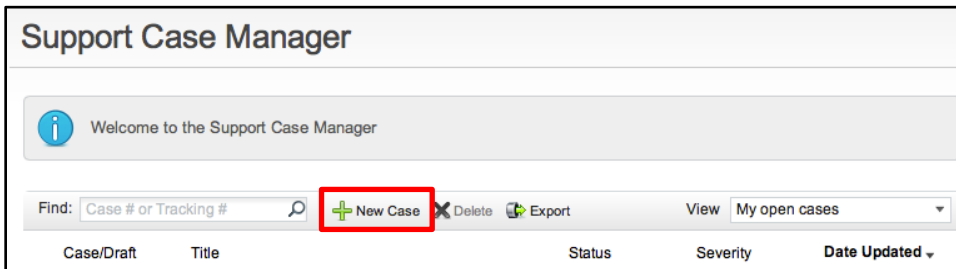 Support Case Manager
Welcome to the Support Case Manager
Find: Case # or Tracking # New Case Delete Export View My open cases
Case/Draft Title Status Severity Date Updated